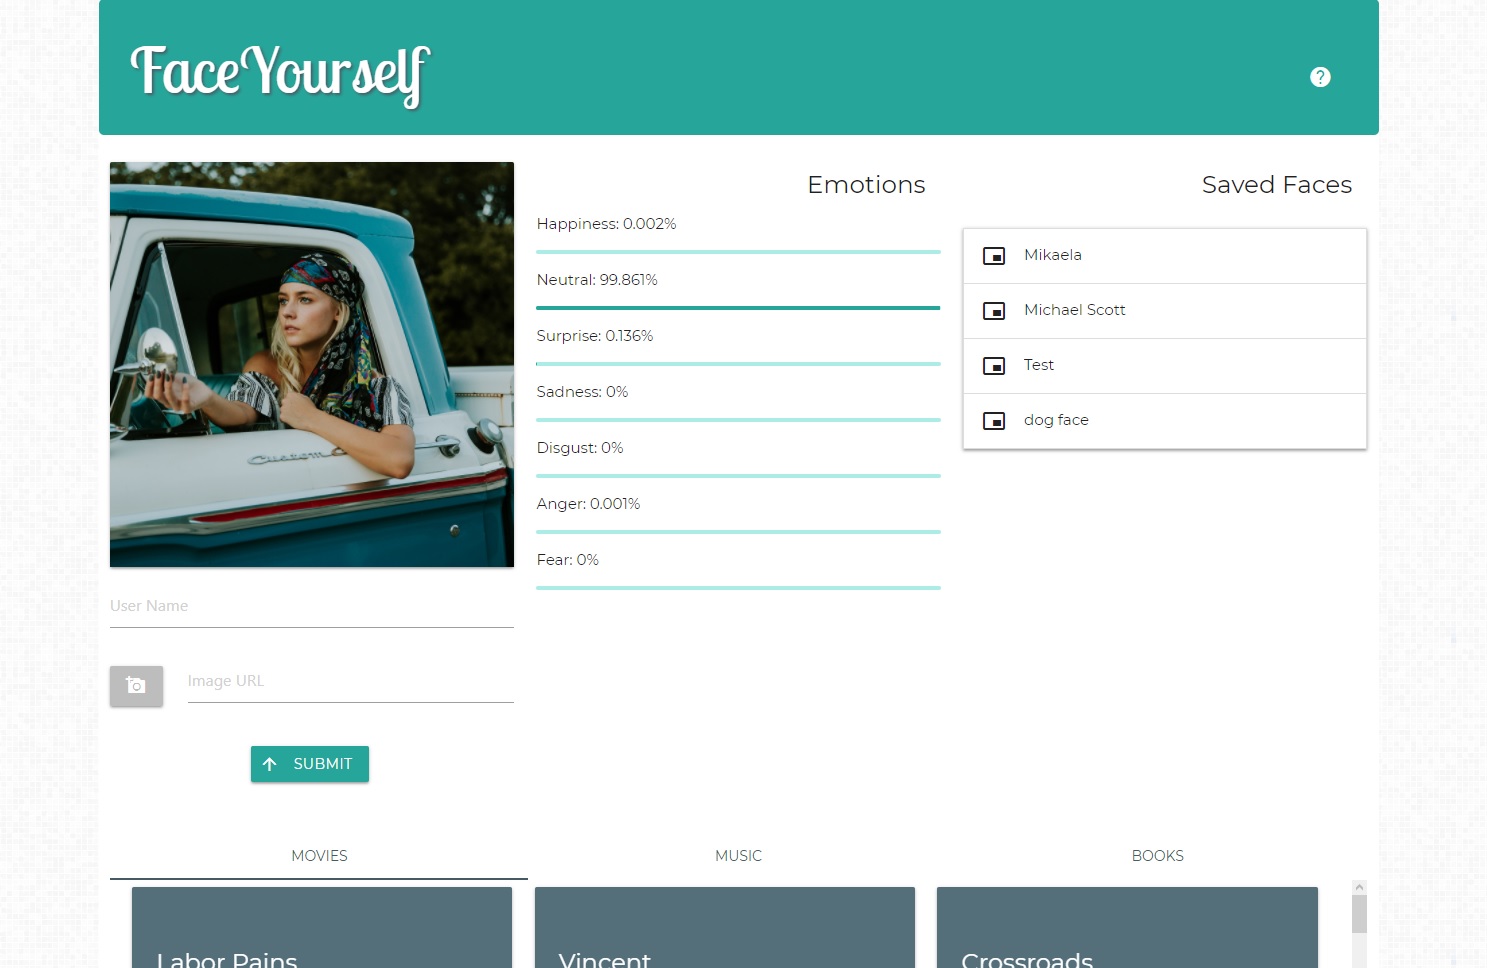 FaceYourself
Custom
Emotions
Happiness: 0.002%
Neutral: 99.861%
Surprise: 0.136%
Sadness: 0%
Disgust: 0%
Anger: 0.001%
Fear: 0%
Saved Faces
Mikaela
Michael Scott
Test
dog face
User Name
Image URL
SUBMIT
MOVIES
MUSIC
BOOKS
Labor Pains
Vincent
Crossroads